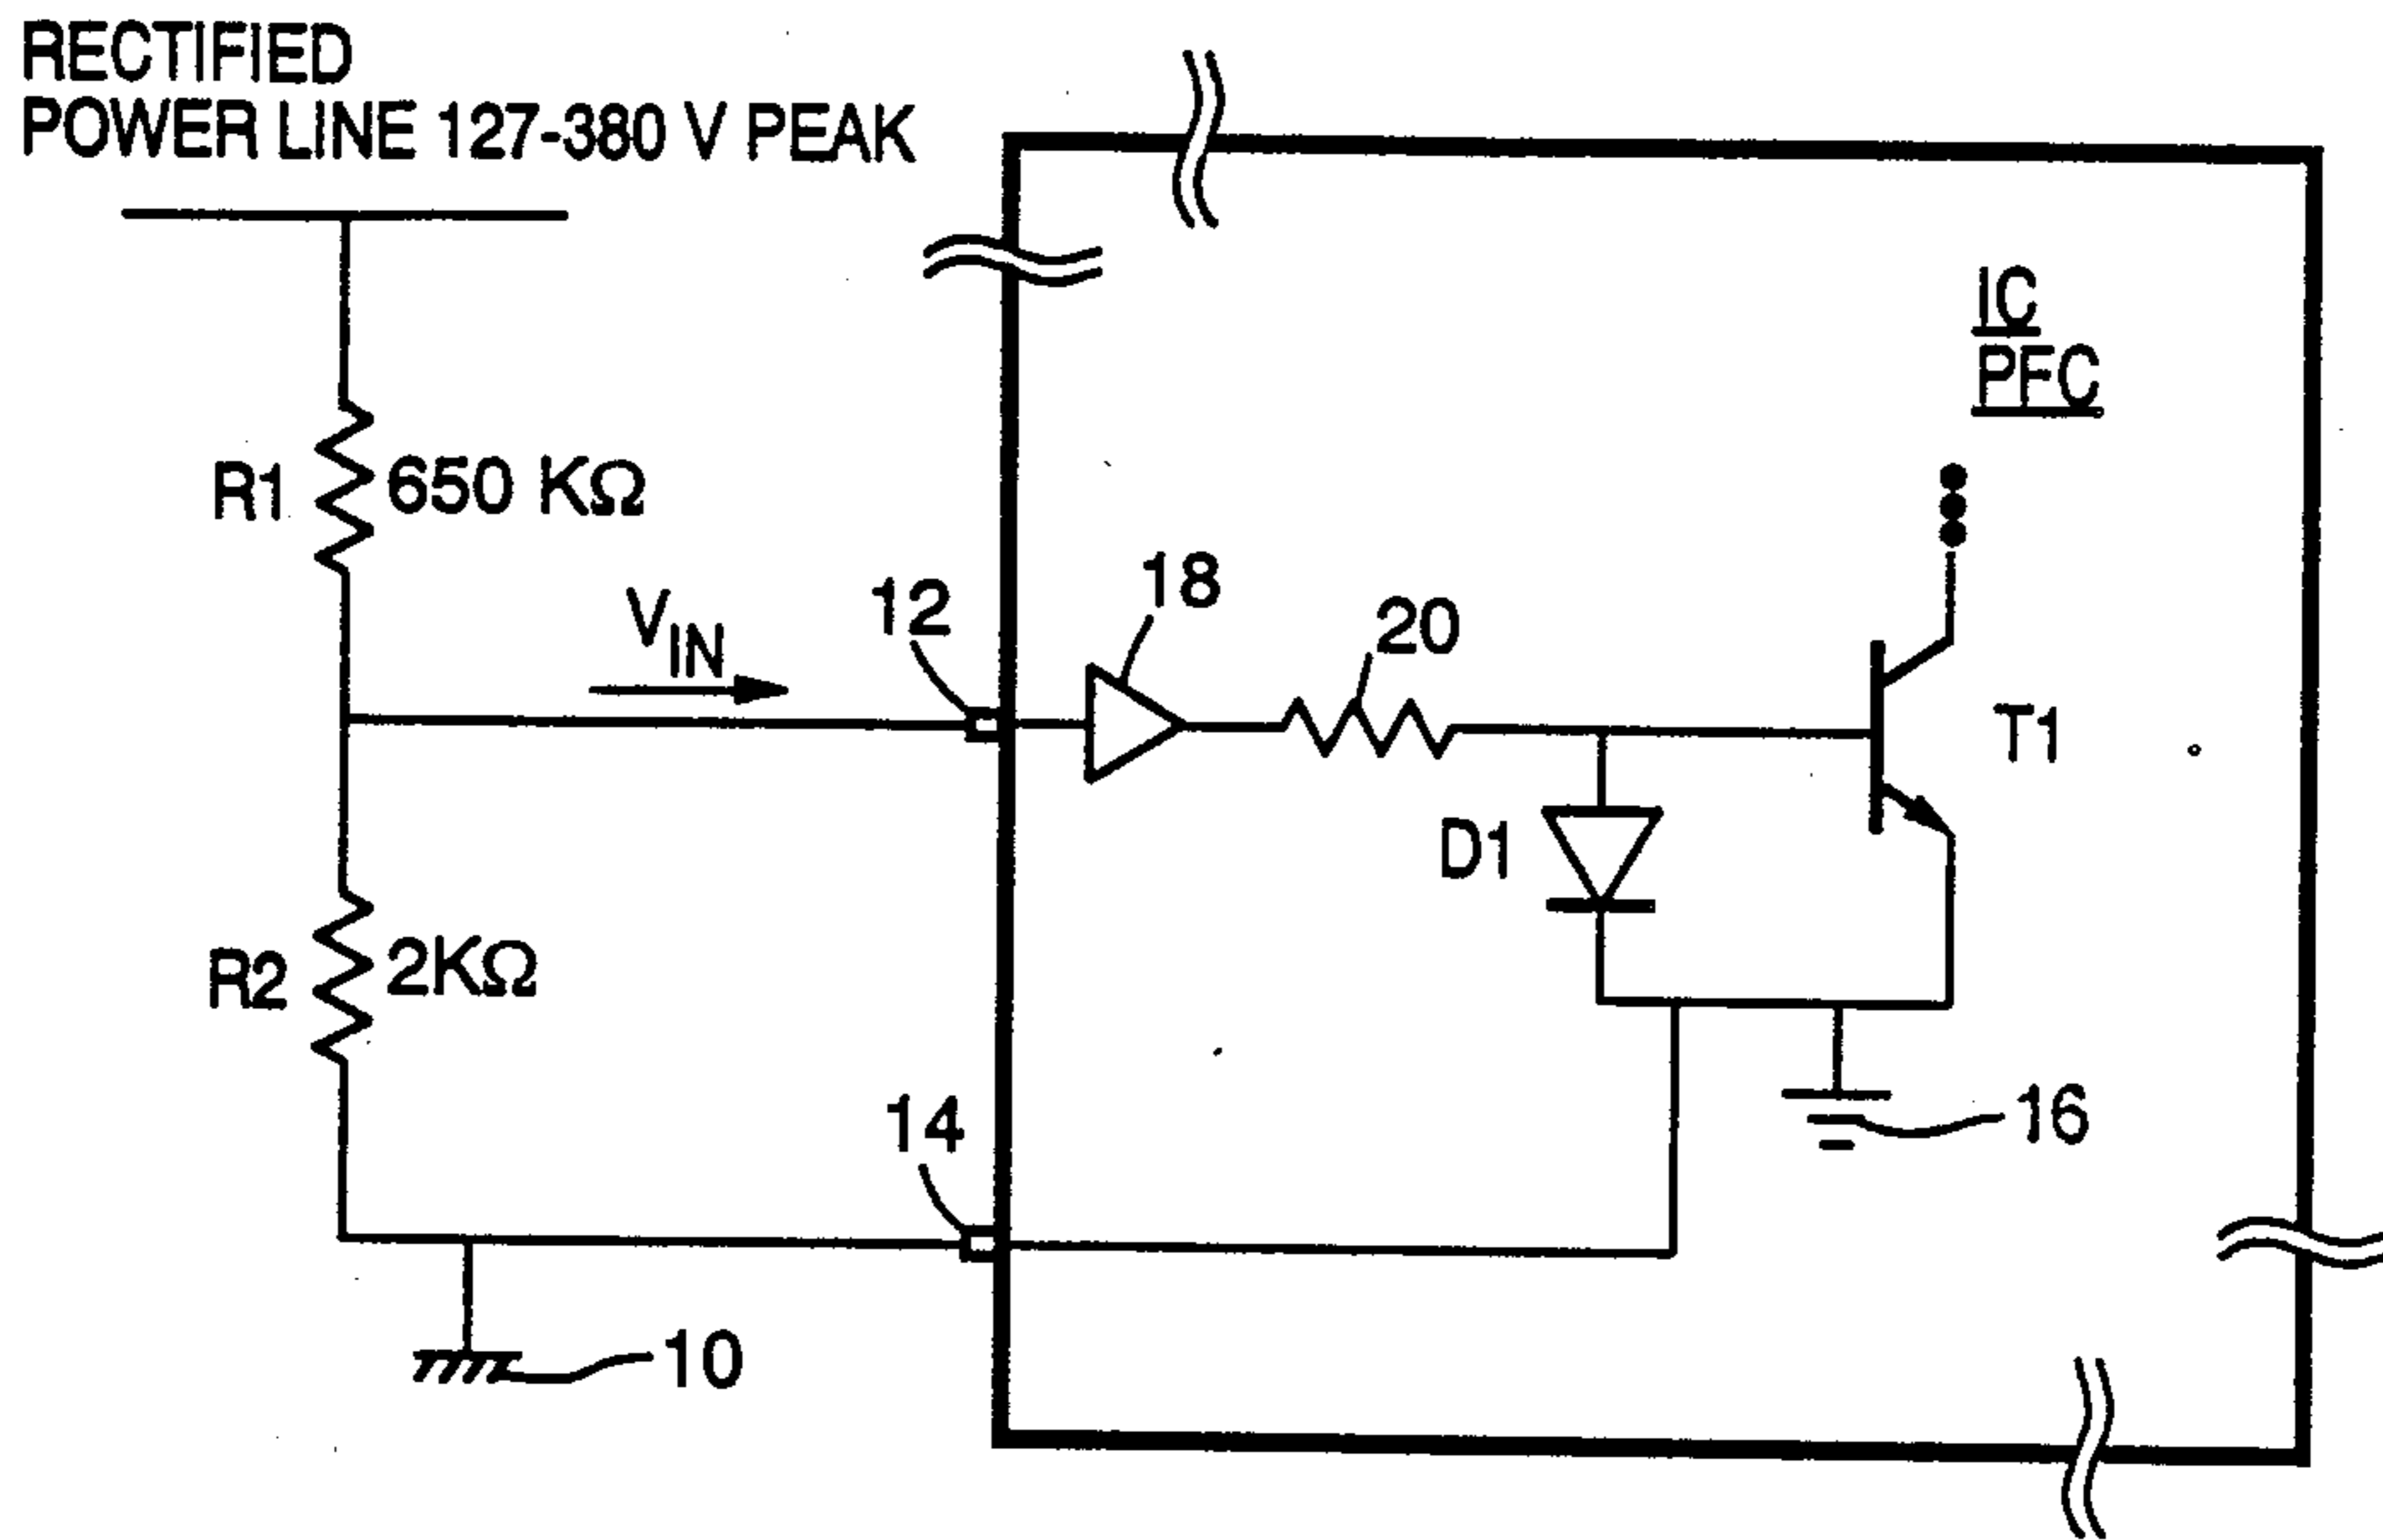 RECTIFIED
POWER LINE 127-380 V PEAK
IC
PFC
R1
650 KΩ
VIN
12
18
20
T1
D1
R2
2KΩ
14
16
10